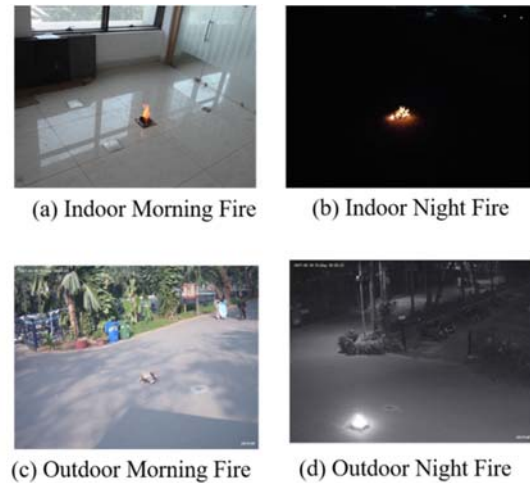 (a) Indoor Morning Fire
(b) Indoor Night Fire
(c) Outdoor Morning Fire
(d) Outdoor Night Fire